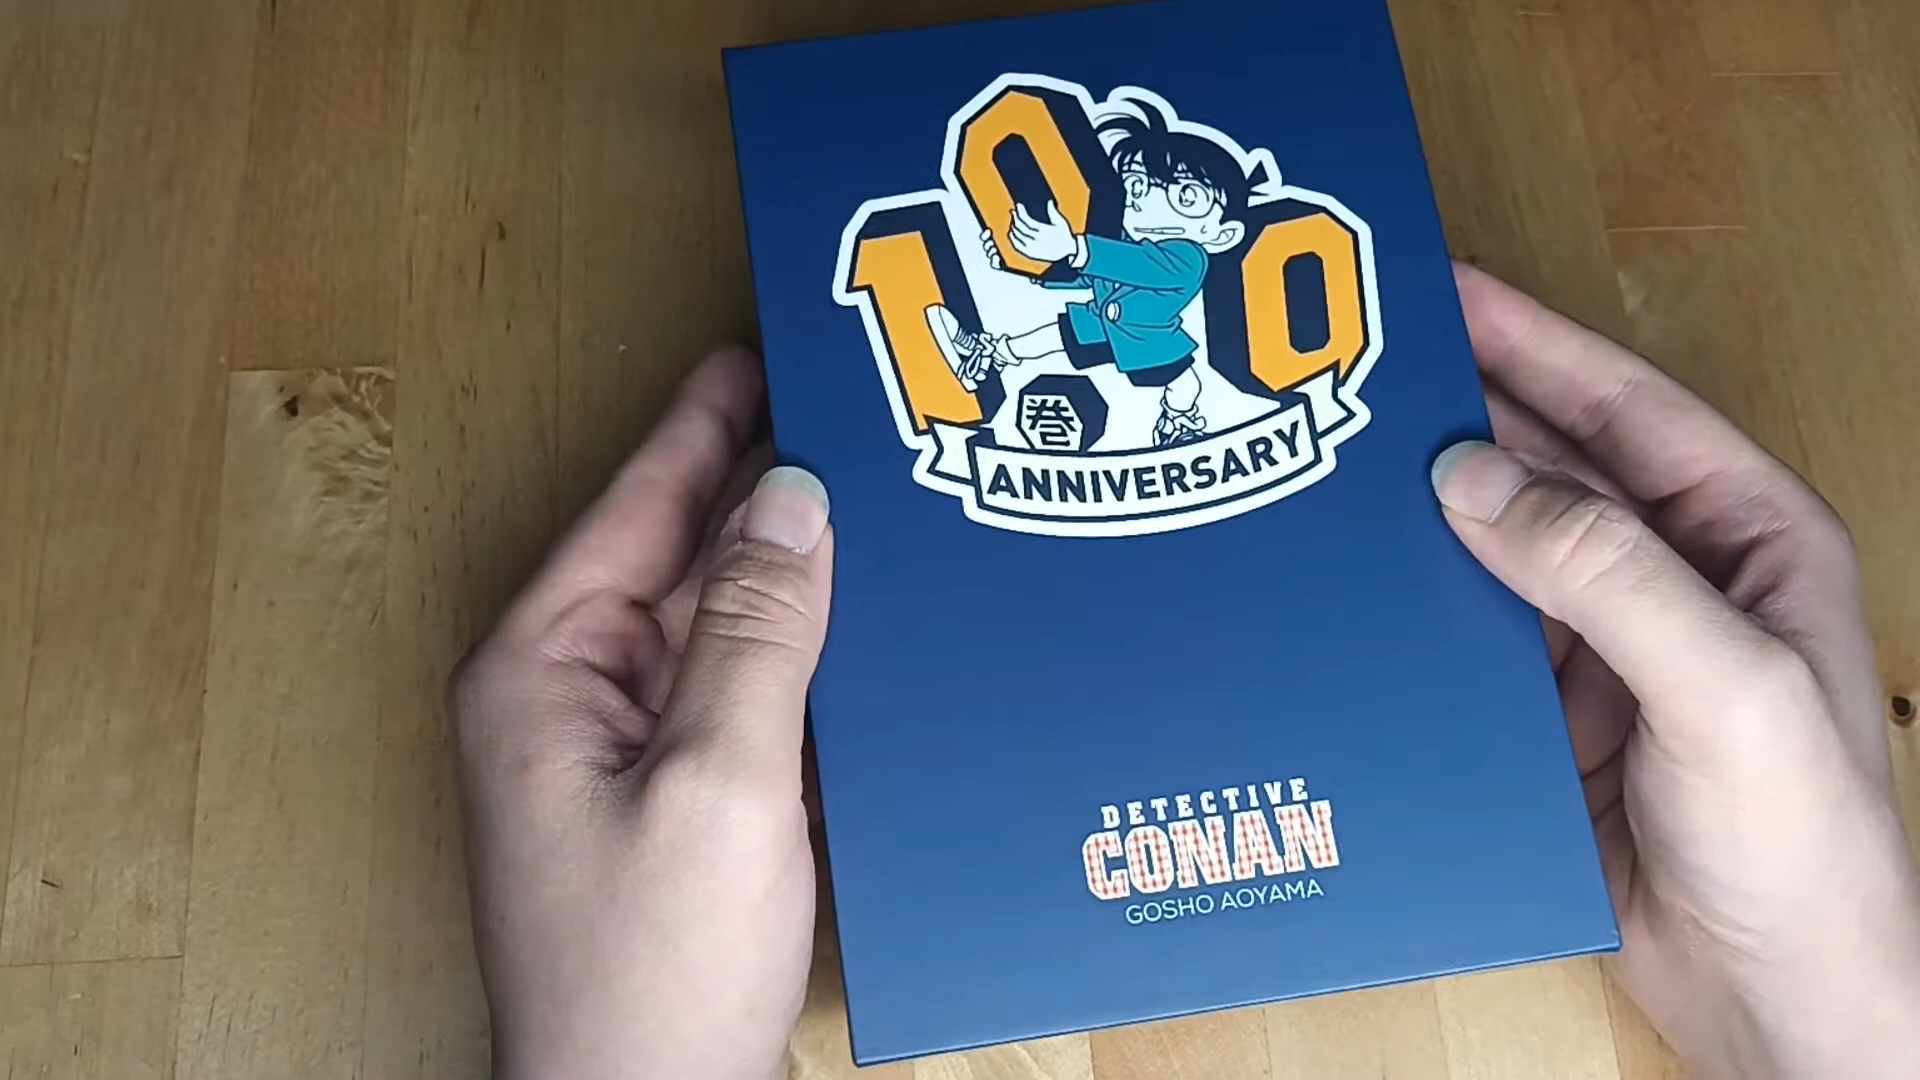 100
巻
ANNIVERSARY
DETECTIVE
CONAN
GOSHO AOYAMA